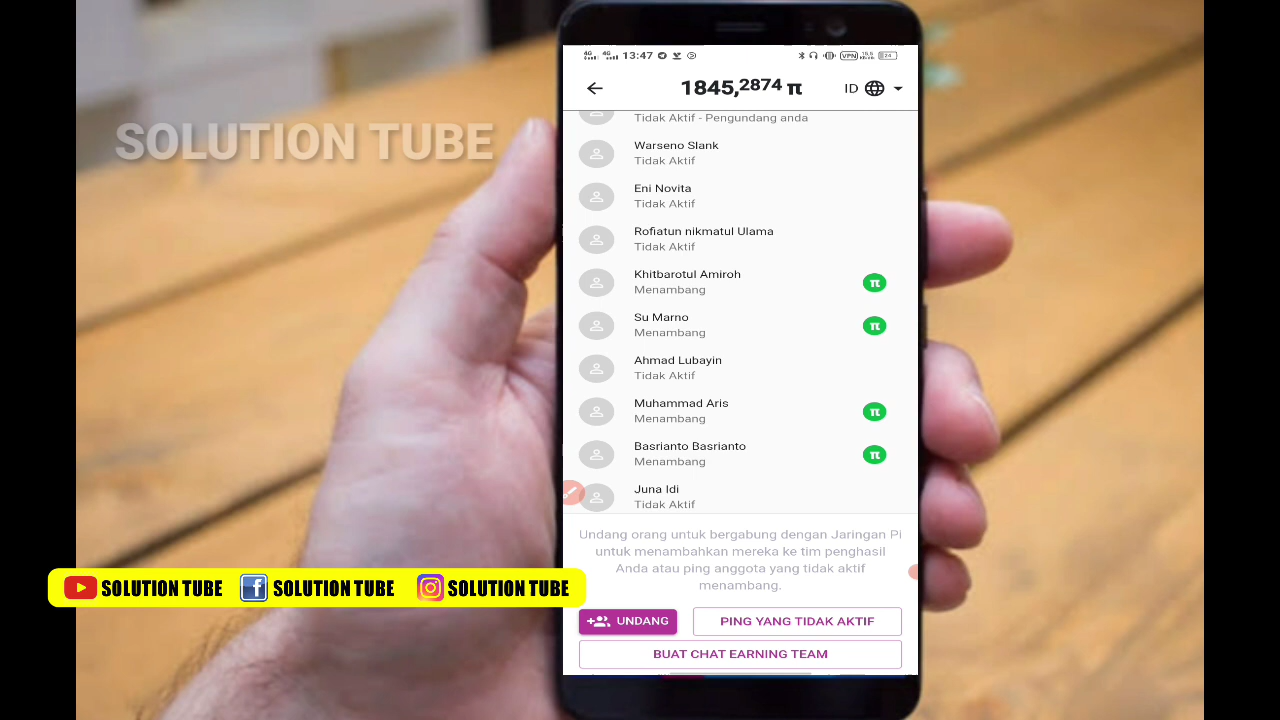 SOLUTION TUBE
4G 4G 13:47 VPN 24
1845,2874 π ID
Tidak Aktif - Pengundang anda
Warseno Slank
Tidak Aktif
Eni Novita
Tidak Aktif
Rofiatun nikmatul Ulama
Tidak Aktif
Khitbarotul Amiroh
Menambang
π
Su Marno
Menambang
π
Ahmad Lubayin
Tidak Aktif
Muhammad Aris
Menambang
π
Basrianto Basrianto
Menambang
π
Juna Idi
Tidak Aktif
Undang orang untuk bergabung dengan Jaringan Pi
untuk menambahkan mereka ke tim penghasil
Anda atau ping anggota yang tidak aktif
menambang.
UNDANG
PING YANG TIDAK AKTIF
BUAT CHAT EARNING TEAM
SOLUTION TUBE f SOLUTION TUBE SOLUTION TUBE